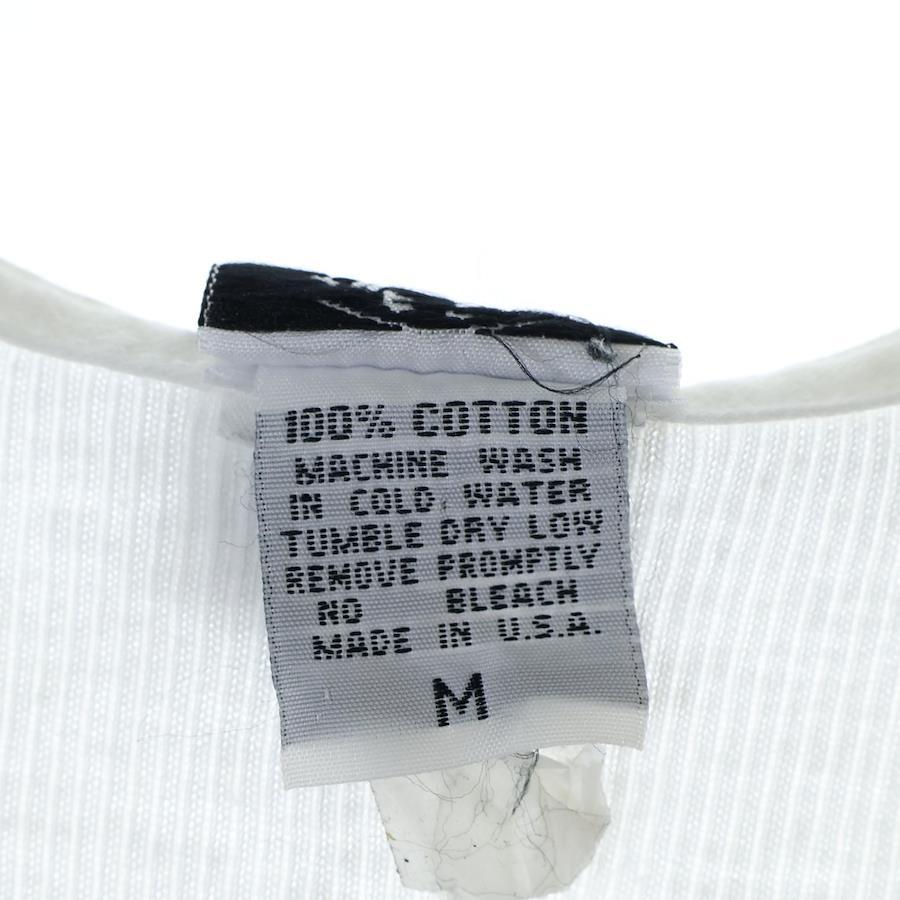 100% COTTON
MACHINE WASH
IN COLD WATER
TUMBLE DRY LOW
REMOVE PROMPTLY
NO BLEACH
MADE IN U.S.A.
M